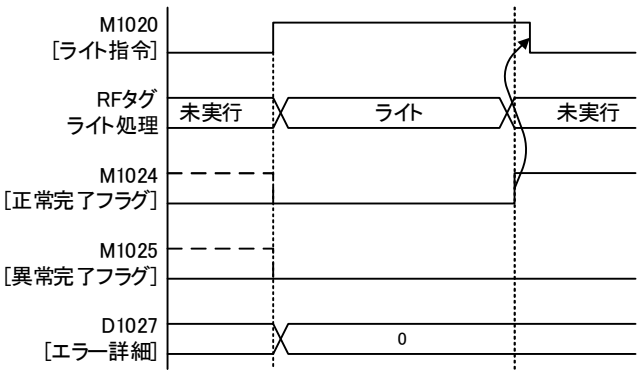 M1020
[ライト指令]
RFタグ
ライト処理
未実行
ライト
未実行
M1024
[正常完了フラグ]
M1025
[異常完了フラグ]
D1027
[エラー詳細]
0